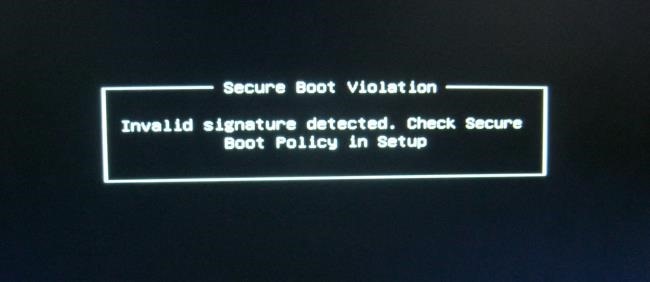 Secure Boot Violation
Invalid signature detected. Check Secure
Boot Policy in Setup